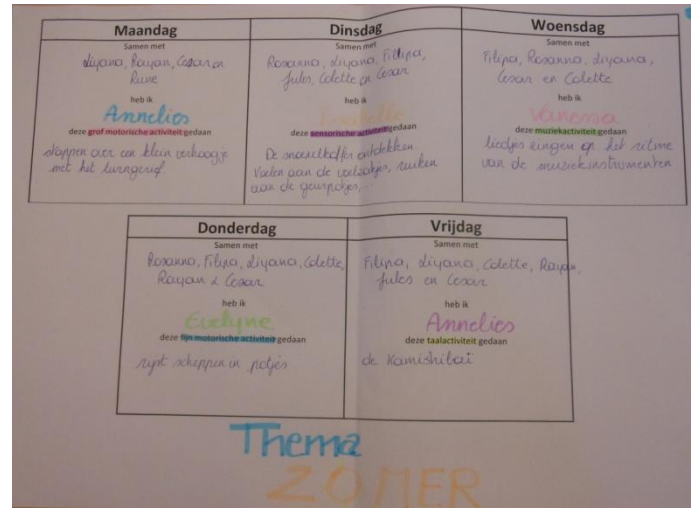 Maandag
Samen met
Liyana, Rayan, Cesar en
Rune
heb ik
Annelies
deze grof motorische activiteit gedaan
stappen over een klein verhoogje
met het turngerief.
Dinsdag
Samen met
Rosanna, Liyana, Filipa,
Jules, Colette en Cesar
heb ik
deze sensorische activiteit gedaan
De snoezelkoffer ontdekken
Voelen aan de voelzakjes, ruiken
aan de geurpotjes,...
Woensdag
Samen met
Filipa, Rosanna, Liyana,
Cesar en Colette
heb ik
Vanessa
deze muziekactiviteit gedaan
liedjes zingen op het ritme
van de muziekinstrumenten
Donderdag
Samen met
Rosanna, Filipa, Liyana, Colette,
Rayan & Cesar
heb ik
Evelyne
deze fijn motorische activiteit gedaan
rijst scheppen in potjes
Vrijdag
Samen met
Filipa, Liyana, Colette, Rayan,
Jules en Cesar
heb ik
Annelies
deze taalactiviteit gedaan
de Kamishibaï
Thema
ZOMER